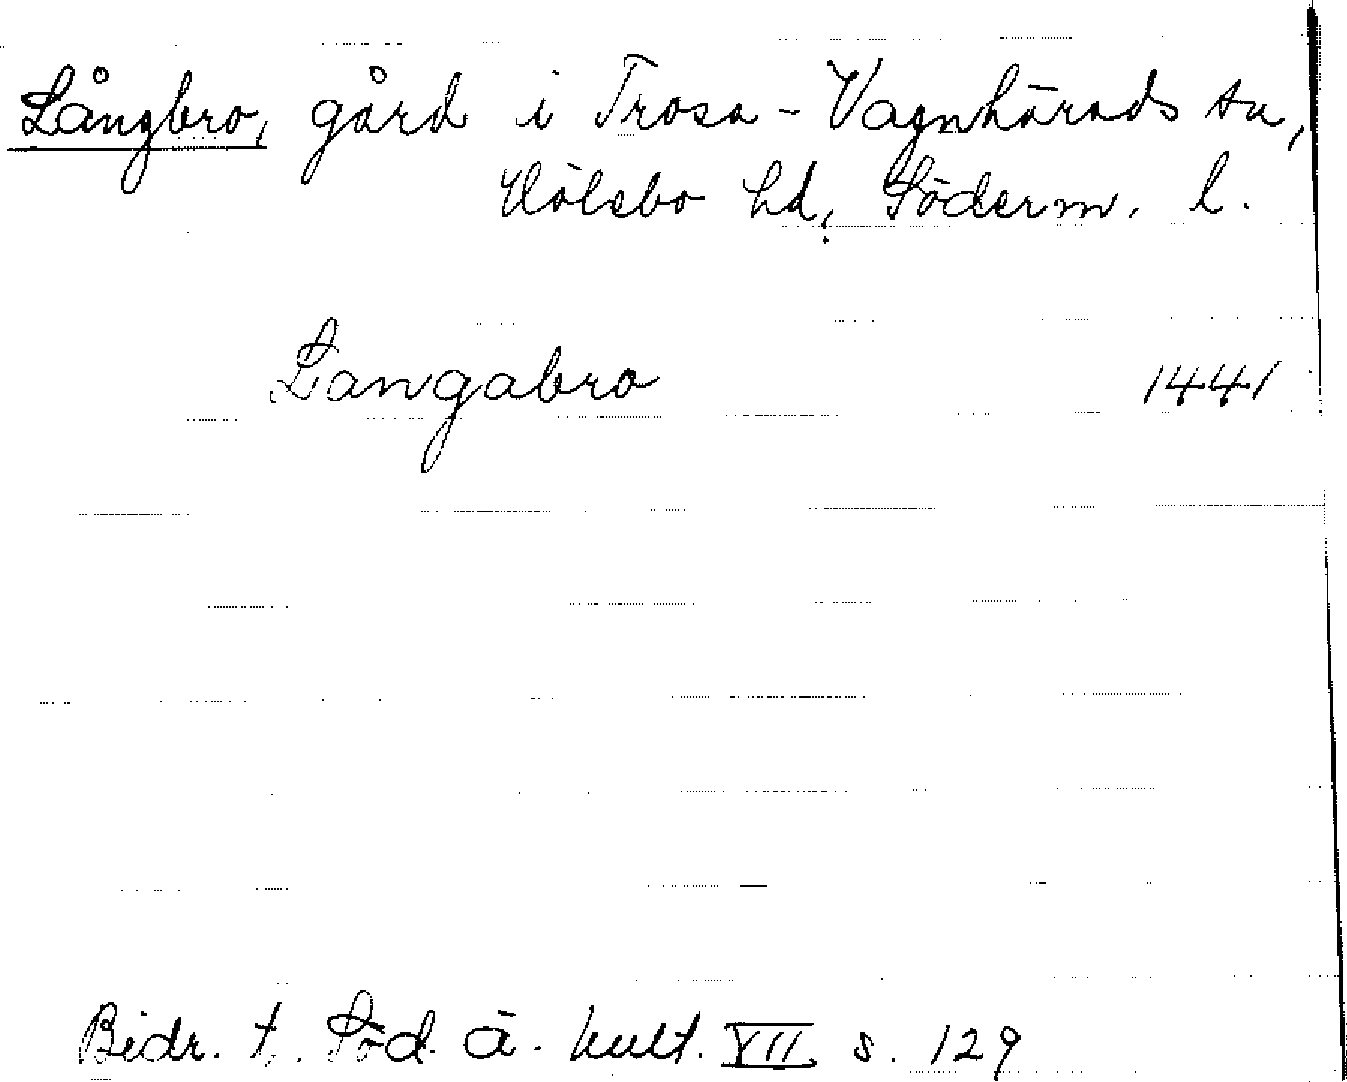 Långbro, gård i Trosa-Vagnhärads sn,
Hölebo hd, Söderm. l.
Langabro 1441
Bidr. t. Söd. ä. kult. VII s. 129